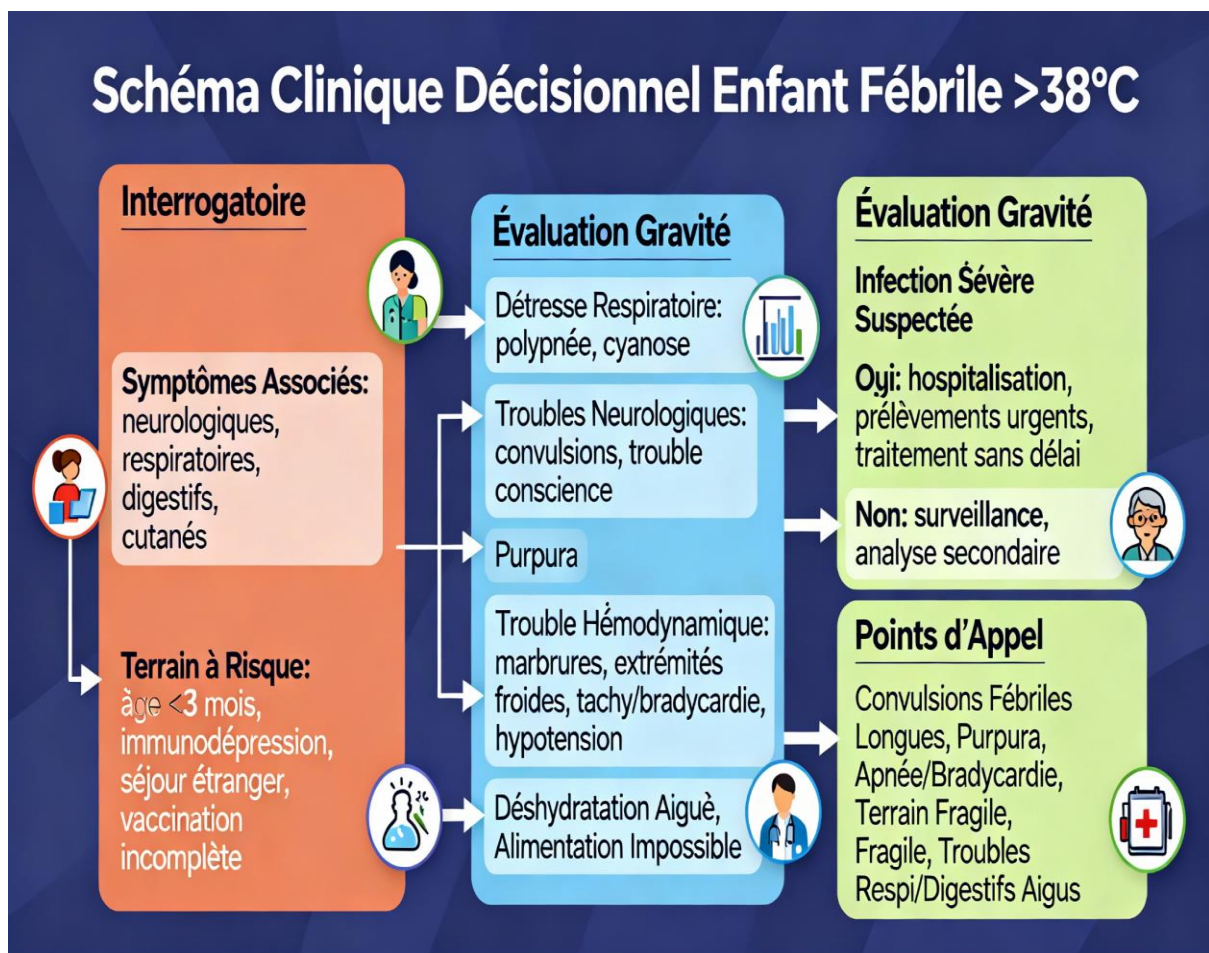 Schéma Clinique Décisionnel Enfant Fébrile >38°C
Interrogatoire
Symptômes Associés:
neurologiques,
respiratoires,
digestifs,
cutanés
Terrain à Risque:
àge <3 mois,
immunodépression,
séjour étranger,
vaccination
incomplète
Évaluation Gravité
Détresse Respiratoire:
polypnée, cyanose
Troubles Neurologiques:
convulsions, trouble
conscience
Purpura
Trouble Hémodynamique:
marbrures, extrémités
froides, tachy/bradycardie,
hypotension
Déshydratation Aiguè,
Alimentation Impossible
Évaluation Gravité
Infection Śévère
Suspectée
Oųi: hospitalisation,
prélèvements urgents,
traitement sans délai
Non: surveillance,
analyse secondaire
Points d'Appel
Convulsions Fébriles
Longues, Purpura,
Apnée/Bradycardie,
Terrain Fragile,
Fragile, Troubles
Respi/Digestifs Aigus